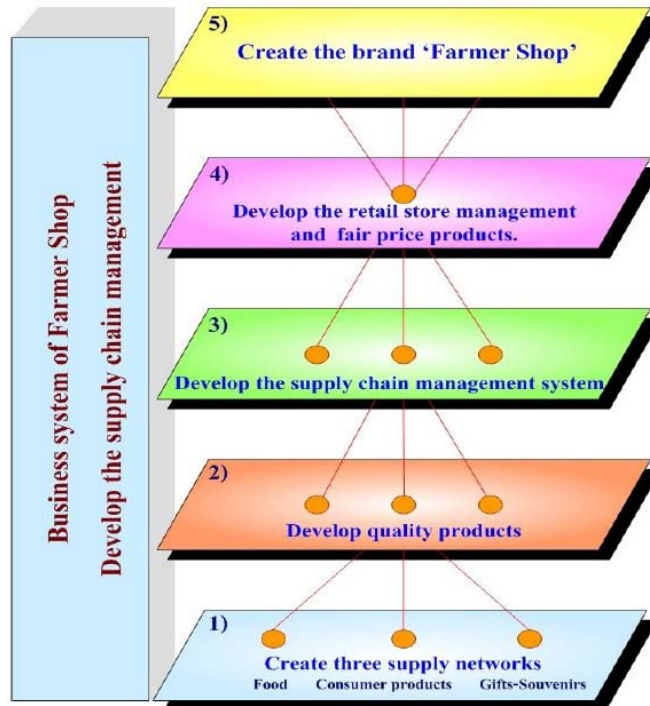 Business system of Farmer Shop
Develop the supply chain management
5)
Create the brand ‘Farmer Shop’
4)
Develop the retail store management
and fair price products.
3)
Develop the supply chain management system
2)
Develop quality products
1)
Create three supply networks
Food Consumer products Gifts-Souvenirs